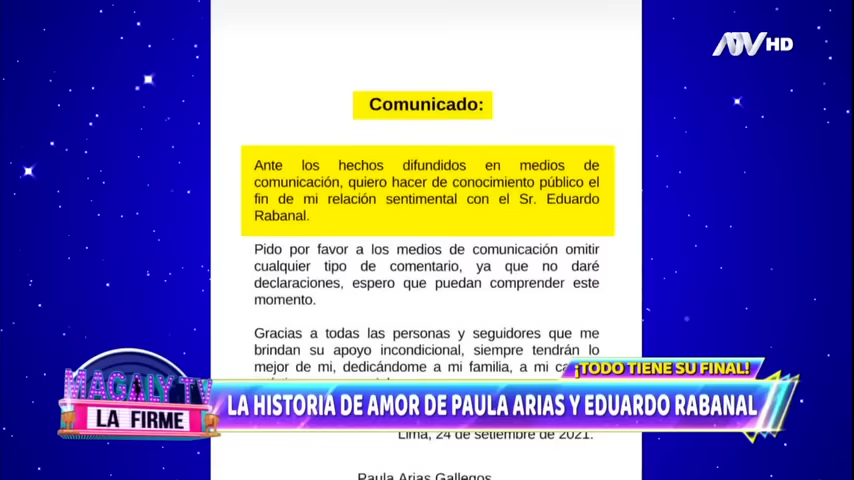 ATV HD
Comunicado:
Ante los hechos difundidos en medios de
comunicación, quiero hacer de conocimiento público el
fin de mi relación sentimental con el Sr. Eduardo
Rabanal.
Pido por favor a los medios de comunicación omitir
cualquier tipo de comentario, ya que no daré
declaraciones, espero que puedan comprender este
momento.
Gracias a todas las personas y seguidores que me
brindan su apoyo incondicional, siempre tendrán lo
mejor de mi, dedicándome a mi familia, a mi
¡TODO TIENE SU FINAL!
MAGALY TV
LA FIRME
LA HISTORIA DE AMOR DE PAULA ARIAS Y EDUARDO RABANAL
Lima, 24 de setiembre de 2021.
Paula Arias Gallegos